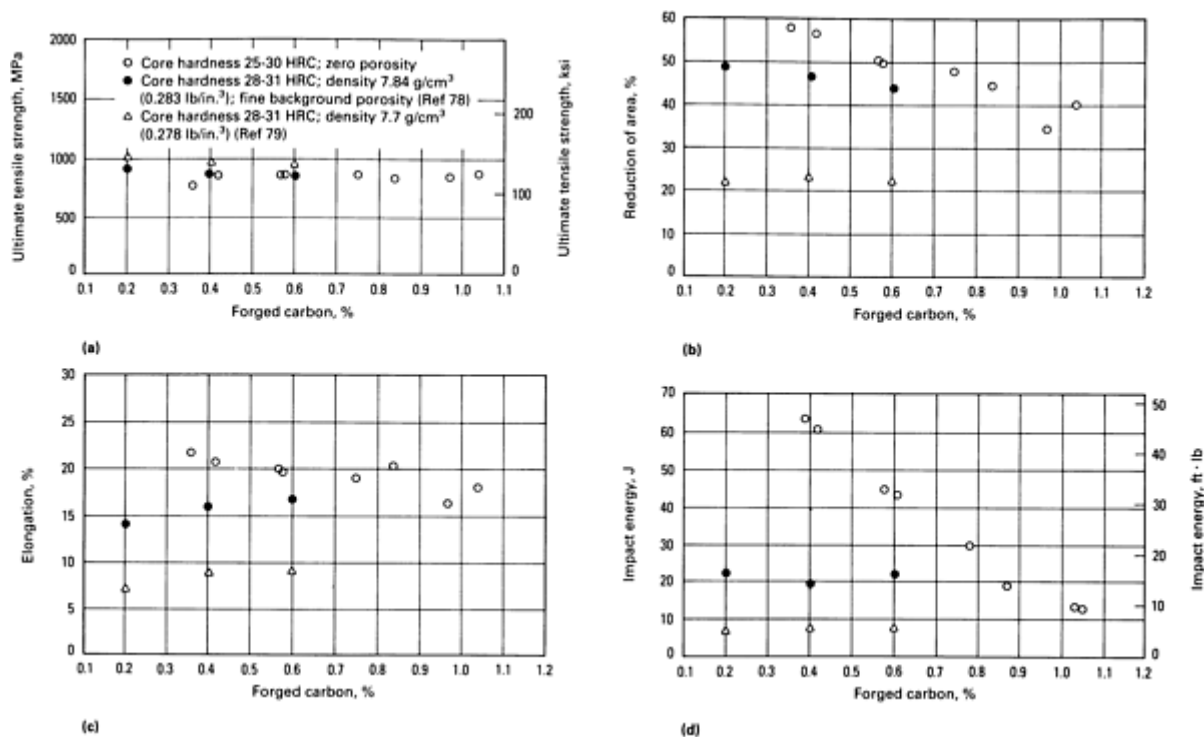 2000
1500
1000
500
0
Ultimate tensile strength, MPa
Core hardness 25-30 HRC; zero porosity
Core hardness 28-31 HRC; density 7.84 g/cm³
(0.283 lb/in.³); fine background porosity (Ref 78)
Core hardness 28-31 HRC; density 7.7 g/cm³
(0.278 lb/in.³) (Ref 79)
200
100
0
Ultimate tensile strength, ksi
0.1 0.2 0.3 0.4 0.5 0.6 0.7 0.8 0.9 1.0 1.1
Forged carbon, %
(a)
60
50
40
30
20
10
0
Reduction of area, %
0.1 0.2 0.3 0.4 0.5 0.6 0.7 0.8 0.9 1.0 1.1 1.2
Forged carbon, %
(b)
30
25
20
15
10
5
0
Elongation, %
0.1 0.2 0.3 0.4 0.5 0.6 0.7 0.8 0.9 1.0 1.1 1.2
Forged carbon, %
(c)
70
60
50
40
30
20
10
0
Impact energy, J
50
40
30
20
10
0
Impact energy, ft · lb
0.1 0.2 0.3 0.4 0.5 0.6 0.7 0.8 0.9 1.0 1.1 1.2
Forged carbon, %
(d)